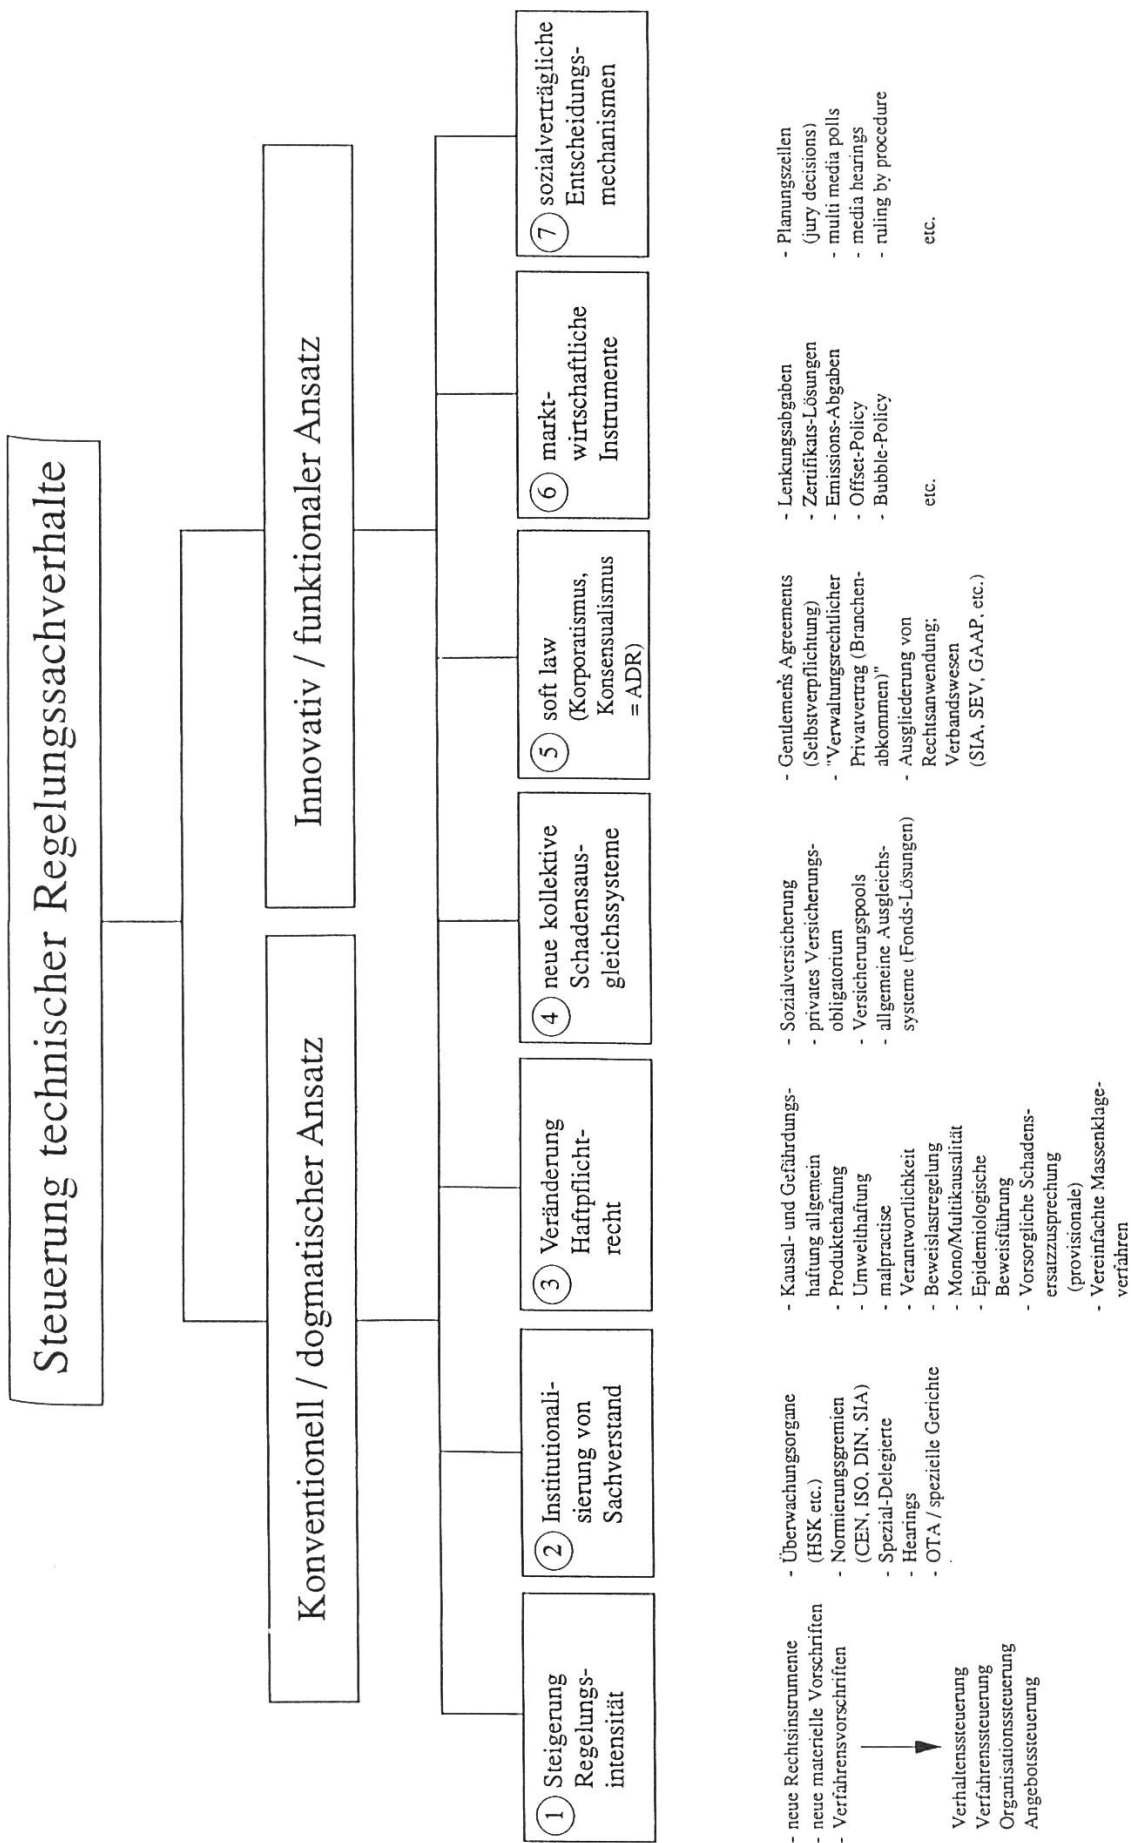 Steuerung technischer Regelungssachverhalte
Konventionell / dogmatischer Ansatz
Innovativ / funktionaler Ansatz
1 Steigerung
Regelungs-
intensität
2 Institutionali-
sierung von
Sachverstand
3 Veränderung
Haftpflicht-
recht
4 neue kollektive
Schadensaus-
gleichssysteme
5 soft law
(Korporatismus,
Konsensualismus
= ADR)
6 markt-
wirtschaftliche
Instrumente
7 sozialverträgliche
Entscheidungs-
mechanismen
- neue Rechtsinstrumente
- neue materielle Vorschriften
- Verfahrensvorschriften
Verhaltenssteuerung
Verfahrenssteuerung
Organisationssteuerung
Angebotssteuerung
- Überwachungsorgane
(HSK etc.)
- Normierungsgremien
(CEN, ISO, DIN, SIA)
- Spezial-Delegierte
- Hearings
- OTA / spezielle Gerichte
- Kausal- und Gefährdungs-
haftung allgemein
- Produktehaftung
- Umwelthaftung
- malpractise
- Verantwortlichkeit
- Beweislastregelung
- Mono/Multikausalität
- Epidemiologische
Beweisführung
- Vorsorgliche Schadens-
ersatzzusprechung
(provisionale)
- Vereinfachte Massenklage-
verfahren
- Sozialversicherung
- privates Versicherungs-
obligatorium
- Versicherungspools
- allgemeine Ausgleichs-
systeme (Fonds-Lösungen)
- Gentlemen's Agreements
(Selbstverpflichtung)
- "Verwaltungsrechtlicher
Privatvertrag (Branchen-
abkommen)"
- Ausgliederung von
Rechtsanwendung;
Verbandswesen
(SIA, SEV, GAAP, etc.)
- Lenkungsabgaben
- Zertifikats-Lösungen
- Emissions-Abgaben
- Offset-Policy
- Bubble-Policy
etc.
- Planungszellen
(jury decisions)
- multi media polls
- media hearings
- ruling by procedure
etc.